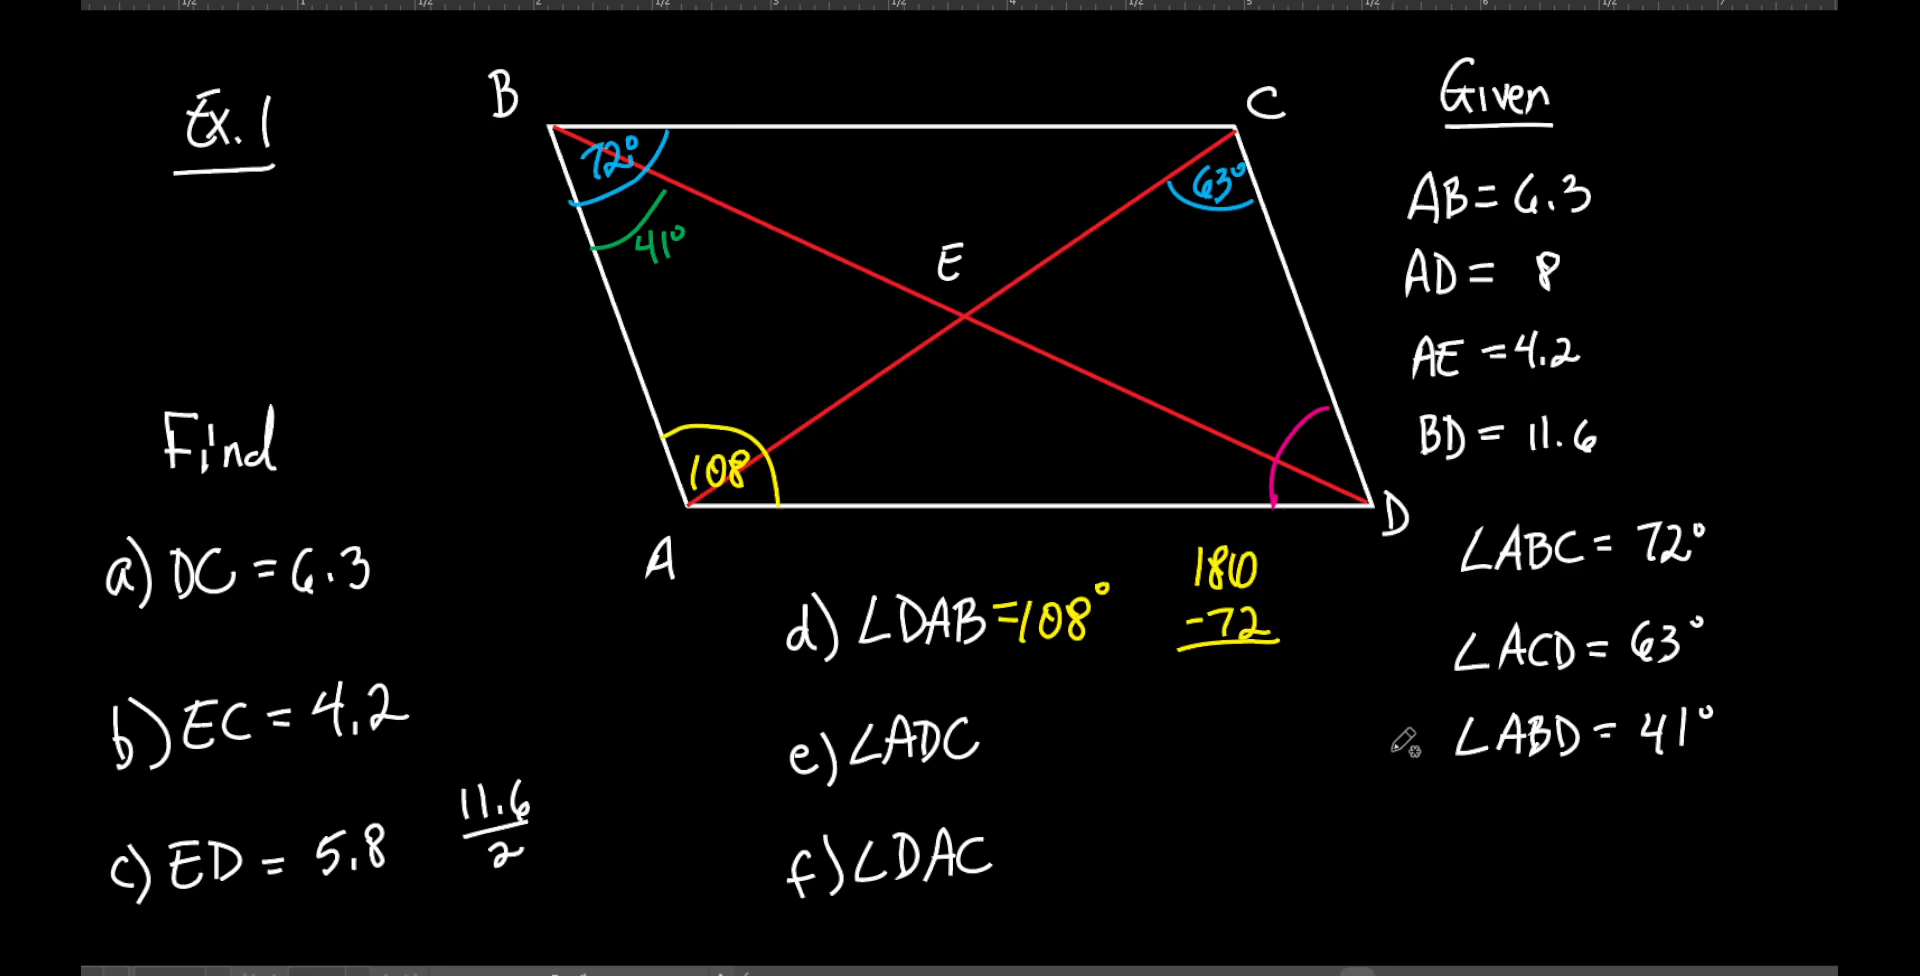 Ex. 1
B
C
72°
41°
63°
E
108
A
D
Given
AB = 6.3
AD = 8
AE = 4.2
BD = 11.6
∠ABC = 72°
∠ACD = 63°
∠ABD = 41°
Find
a) DC = 6.3
b) EC = 4.2
c) ED = 5.8
11.6
2
d) ∠DAB = 108°
180
-72
e) ∠ADC
f) ∠DAC